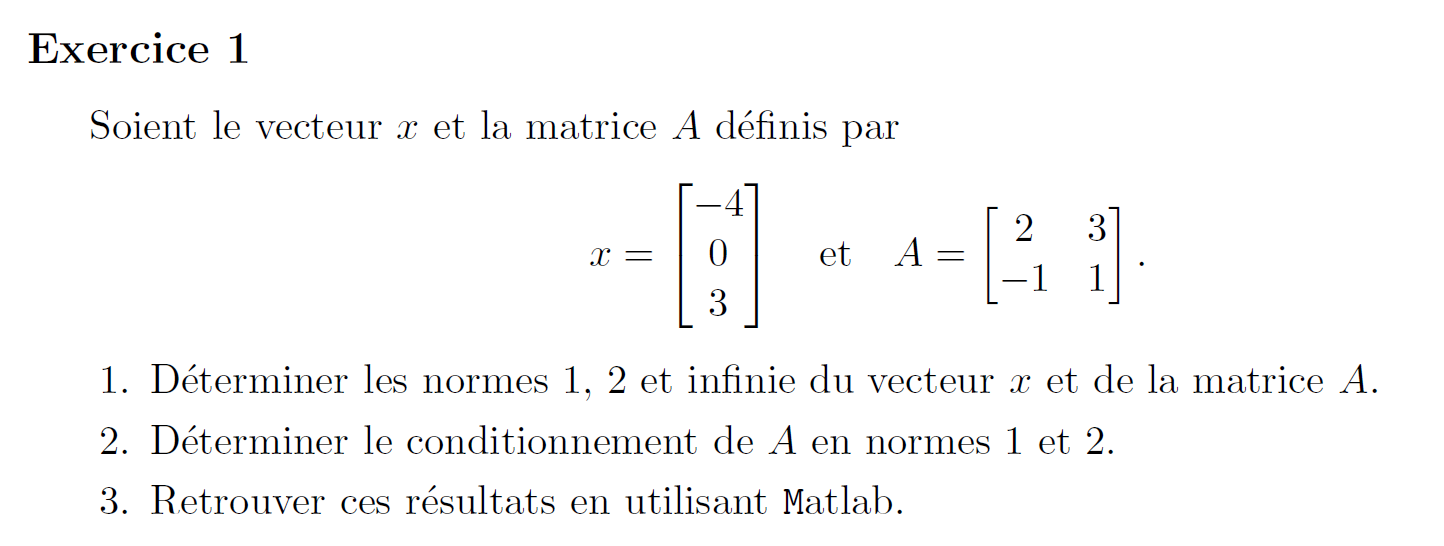 Exercice 1
Soient le vecteur x et la matrice A définis par
x = [−4 0 3] et A = [2 3 −1 1] .
1. Déterminer les normes 1, 2 et infinie du vecteur x et de la matrice A.
2. Déterminer le conditionnement de A en normes 1 et 2.
3. Retrouver ces résultats en utilisant Matlab.